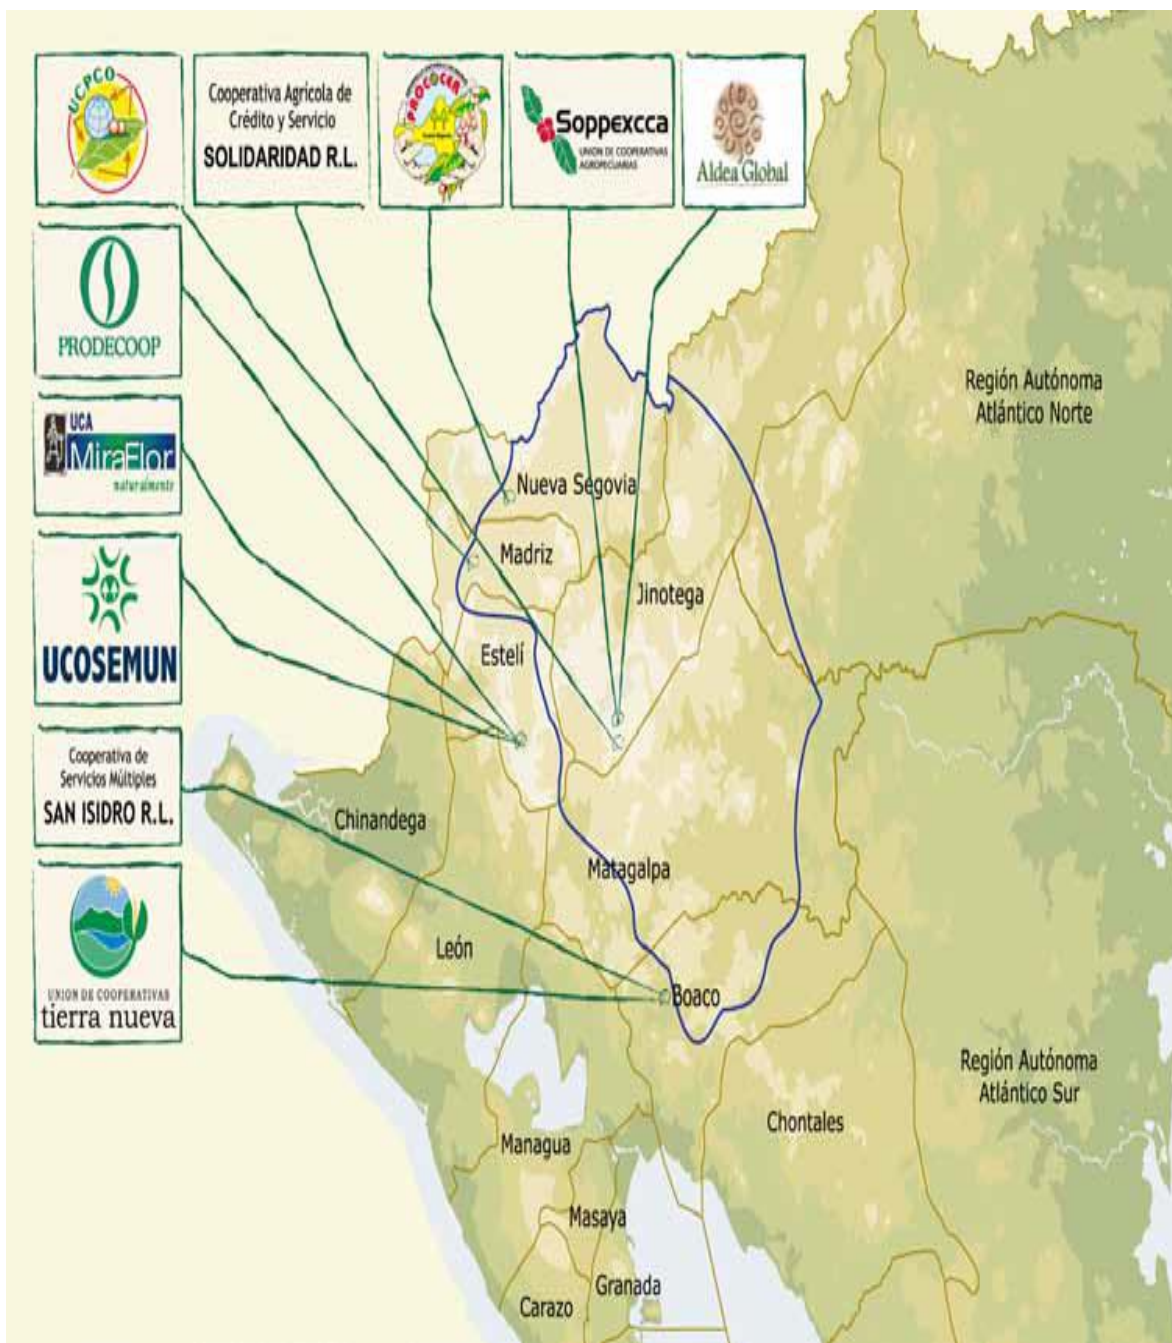 UCPCO
Cooperativa Agrícola de
Crédito y Servicio
SOLIDARIDAD R.L.
PROCOCER
Soppexcca
UNION DE COOPERATIVAS
AGROPECUARIAS
Aldea Global
PRODECOOP
UCA
MiraFlor
naturalmente
UCOSEMUN
Cooperativa de
Servicios Múltiples
SAN ISIDRO R.L.
UNION DE COOPERATIVAS
tierra nueva
Región Autónoma
Atlántico Norte
Nueva Segovia
Madriz
Jinotega
Estelí
Chinandega
Matagalpa
León
Boaco
Región Autónoma
Atlántico Sur
Chontales
Managua
Masaya
Granada
Carazo